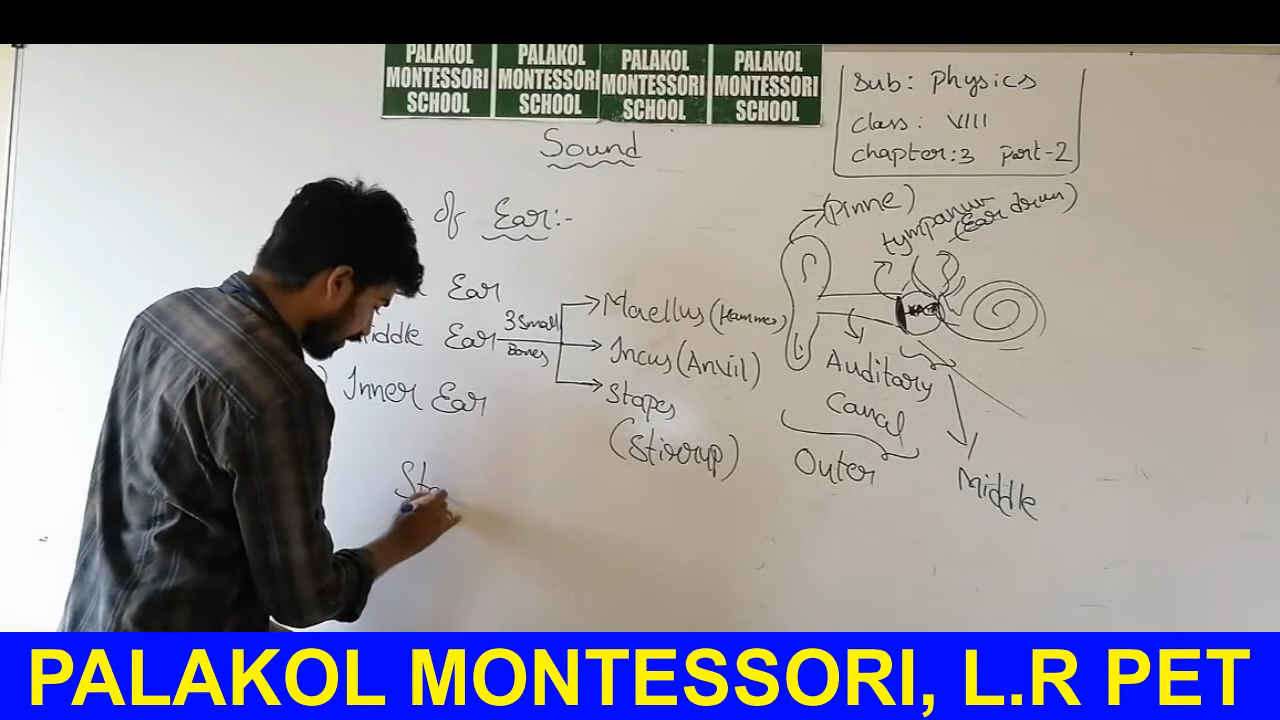 PALAKOL MONTESSORI SCHOOL
PALAKOL MONTESSORI SCHOOL
PALAKOL MONTESSORI SCHOOL
PALAKOL MONTESSORI SCHOOL
Sub: Physics
Class: VIII
Chapter:3 Part-2
Sound
of Ear:-
Ear
iddle Ear
) Inner Ear
3 Small
Bones
Maellus (Hammer)
Incus (Anvil)
Stapes
(Stirrup)
(Pinne)
tympanum
(Ear drum)
Auditary
Canal
Outer
Middle
Sta
PALAKOL MONTESSORI, L.R PET